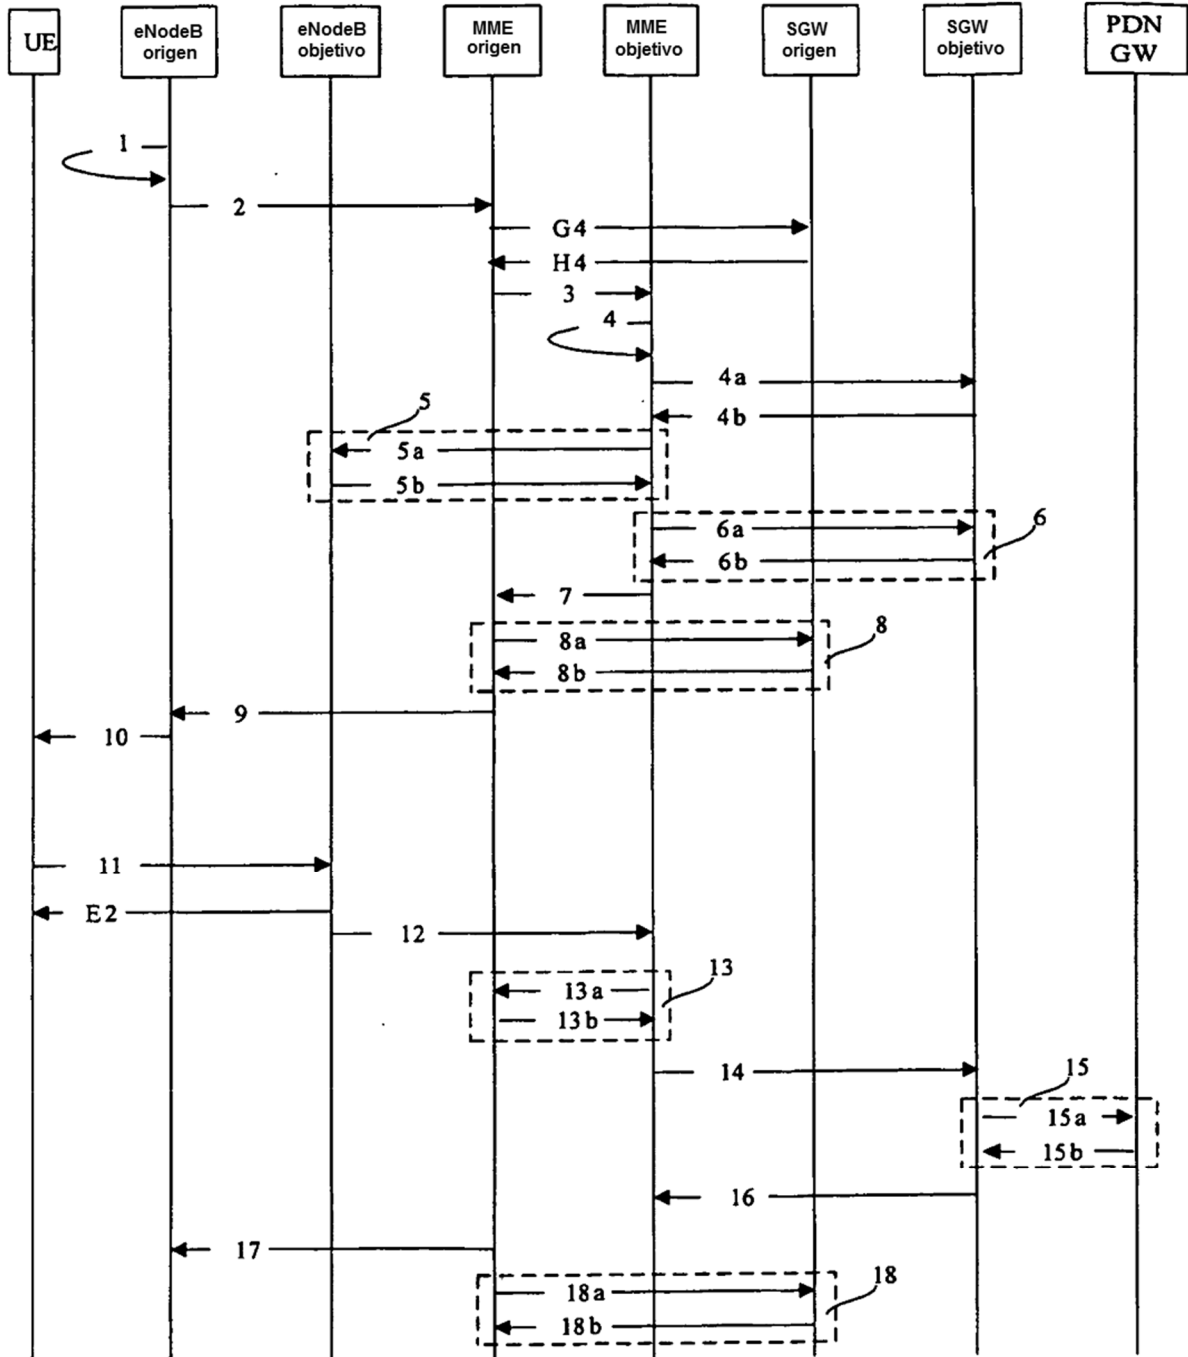 UE
eNodeB
origen
eNodeB
objetivo
MME
origen
MME
objetivo
SGW
origen
SGW
objetivo
PDN
GW
1
2
G4
H4
3
4
4a
4b
5
5a
5b
6
6a
6b
7
8
8a
8b
9
10
11
E2
12
13
13a
13b
14
15
15a
15b
16
17
18
18a
18b